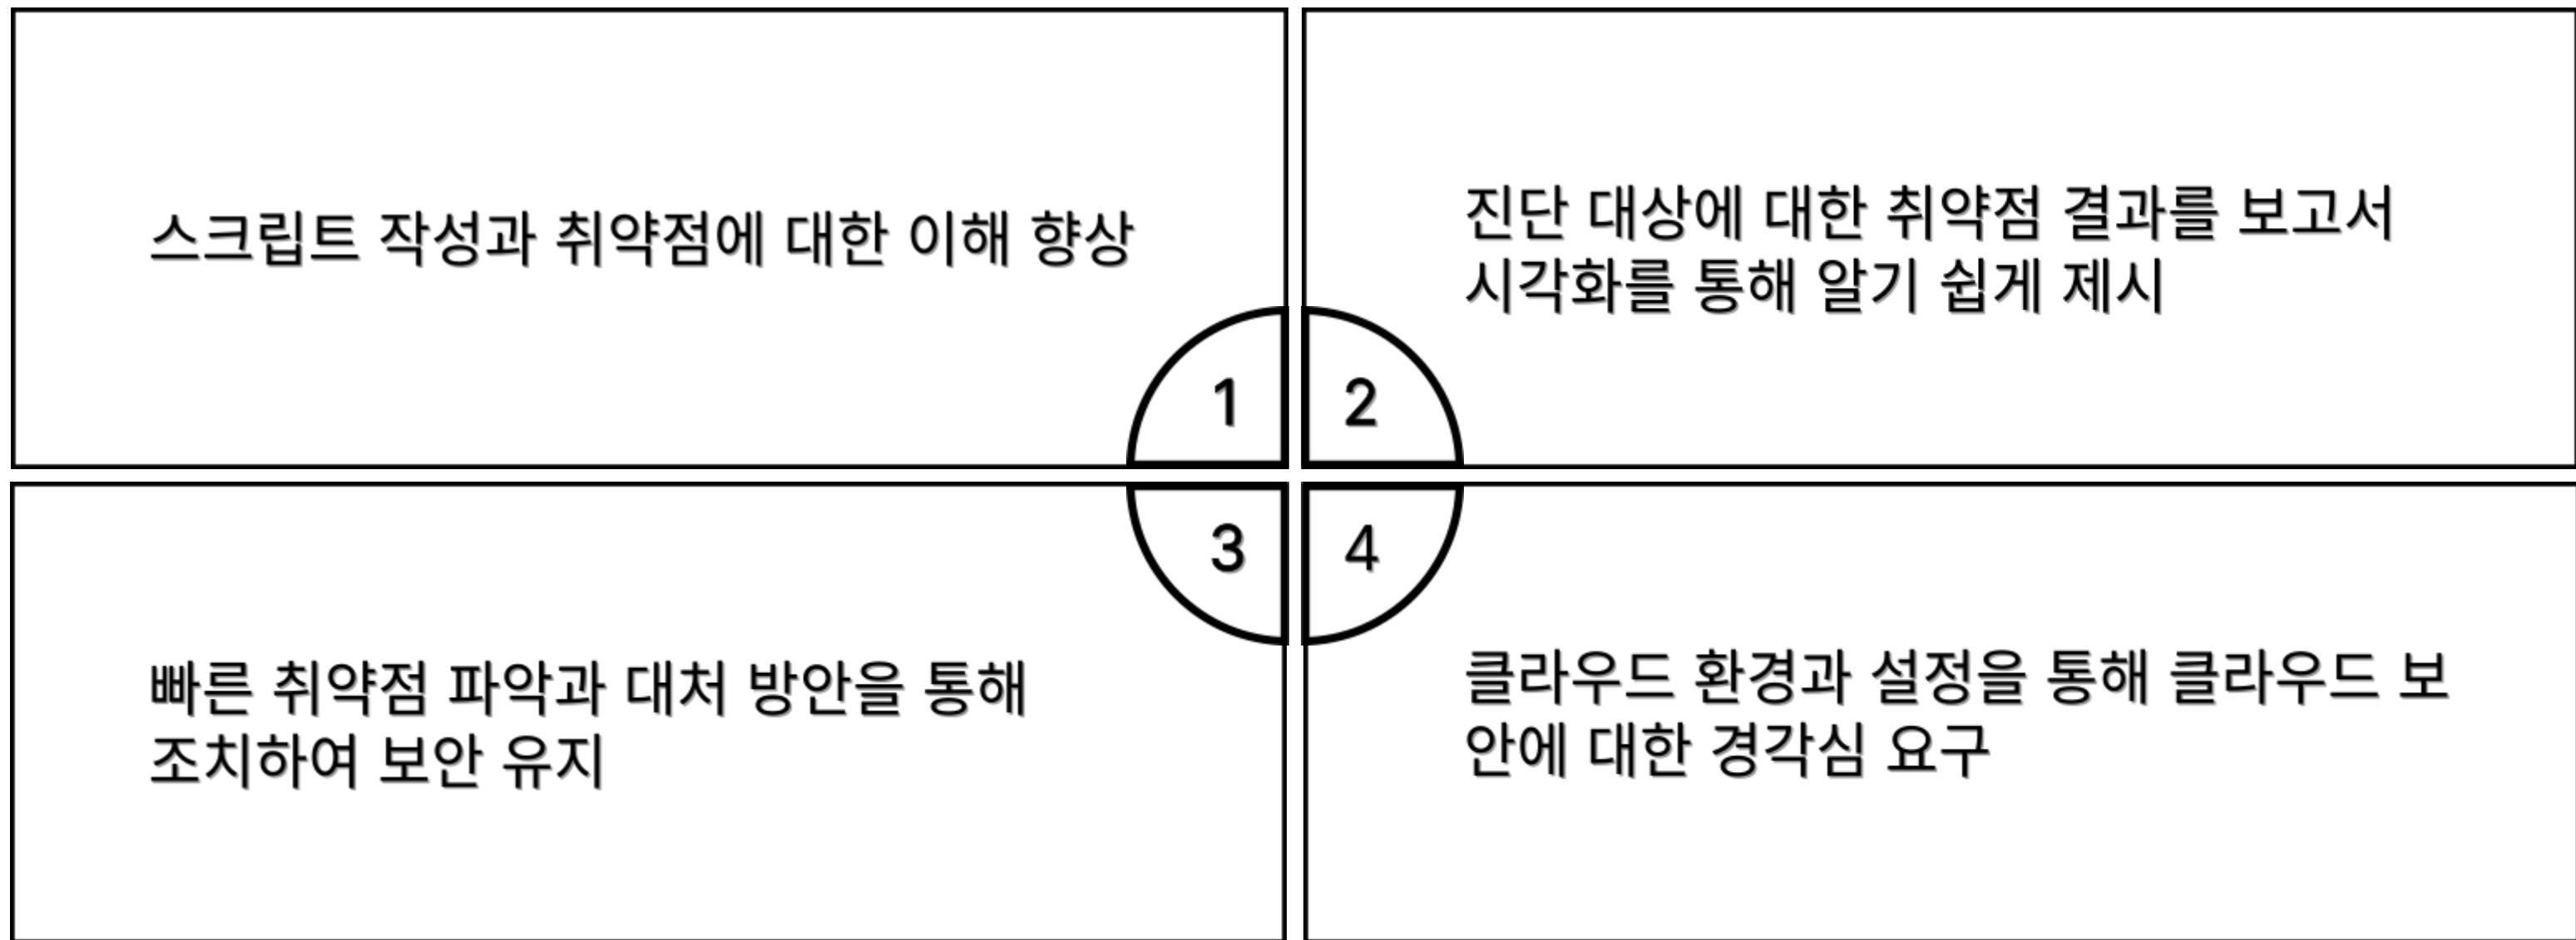 스크립트 작성과 취약점에 대한 이해 향상
1
진단 대상에 대한 취약점 결과를 보고서
시각화를 통해 알기 쉽게 제시
2
빠른 취약점 파악과 대처 방안을 통해
조치하여 보안 유지
3
클라우드 환경과 설정을 통해 클라우드 보
안에 대한 경각심 요구
4